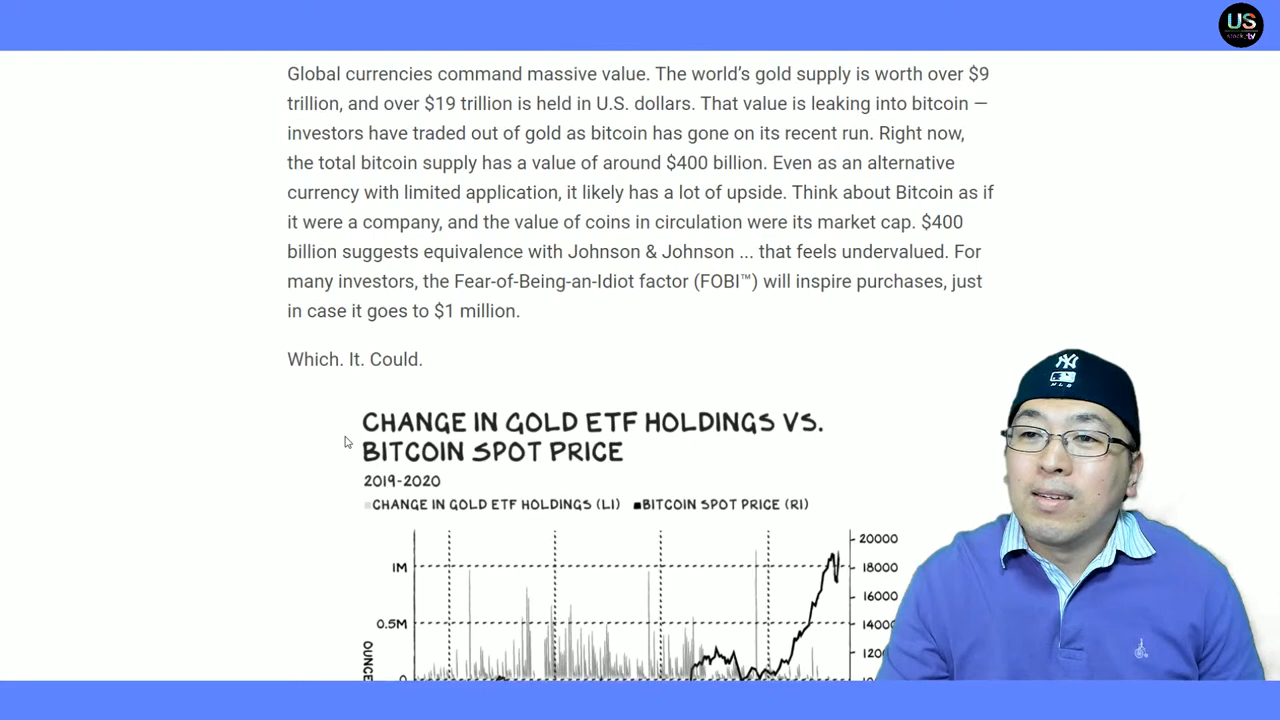 US
stock.tv
Global currencies command massive value. The world’s gold supply is worth over $9
trillion, and over $19 trillion is held in U.S. dollars. That value is leaking into bitcoin —
investors have traded out of gold as bitcoin has gone on its recent run. Right now,
the total bitcoin supply has a value of around $400 billion. Even as an alternative
currency with limited application, it likely has a lot of upside. Think about Bitcoin as if
it were a company, and the value of coins in circulation were its market cap. $400
billion suggests equivalence with Johnson & Johnson ... that feels undervalued. For
many investors, the Fear-of-Being-an-Idiot factor (FOBI™) will inspire purchases, just
in case it goes to $1 million.
Which. It. Could.
CHANGE IN GOLD ETF HOLDINGS VS.
BITCOIN SPOT PRICE
2019-2020
CHANGE IN GOLD ETF HOLDINGS (L1) BITCOIN SPOT PRICE (R1)
20000
1M 18000
16000
0.5M
OUNCE
0
NY
MLB